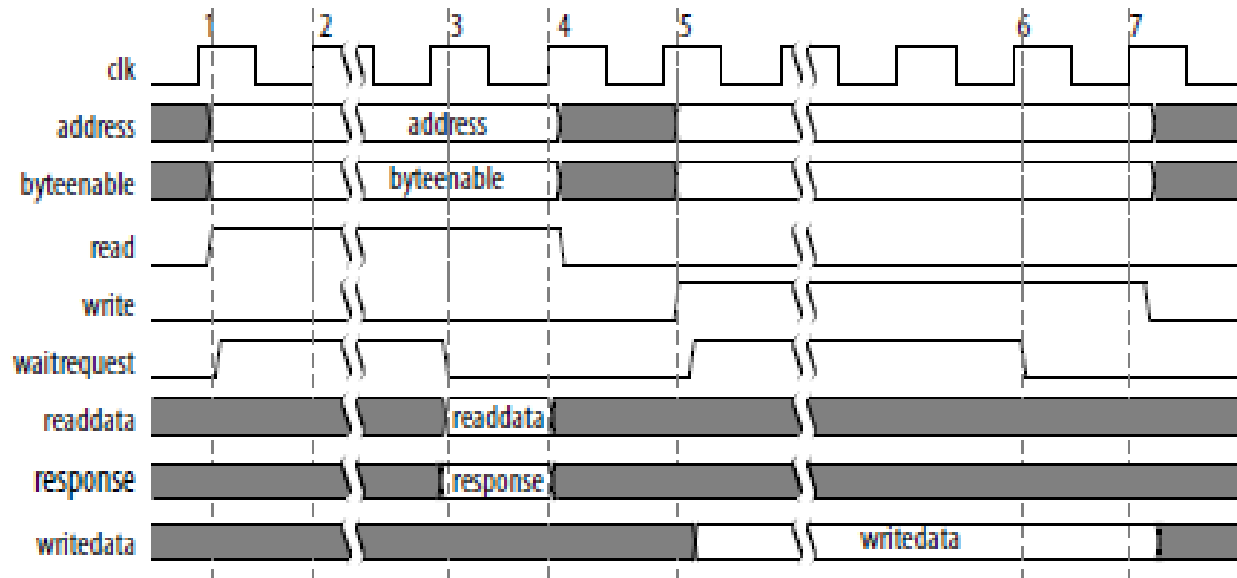 1 2 3 4 5 6 7
clk
address address
byteenable byteenable
read
write
waitrequest
readdata readdata
response response
writedata writedata